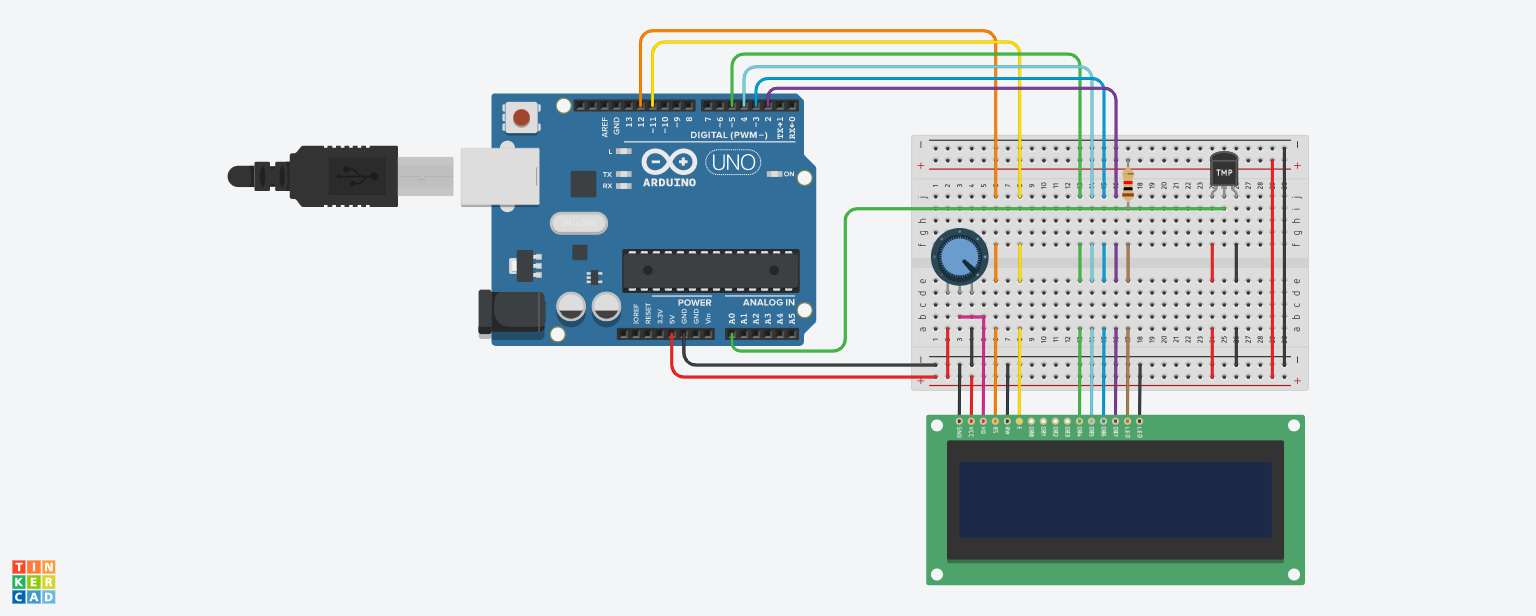 AREF
GND
13
12
~11
~10
~9
8
7
~6
~5
4
~3
2
TX→1
RX←0
DIGITAL (PWM~)
L
TX
RX
ARDUINO
UNO
ON
POWER
ANALOG IN
IOREF
RESET
3.3V
5V
GND
GND
Vin
A0
A1
A2
A3
A4
A5
TMP
j
i
h
g
f
e
d
c
b
a
GND
VCC
V0
RS
RW
E
DB0
DB1
DB2
DB3
DB4
DB5
DB6
DB7
LED
LED
TIN
KER
CAD